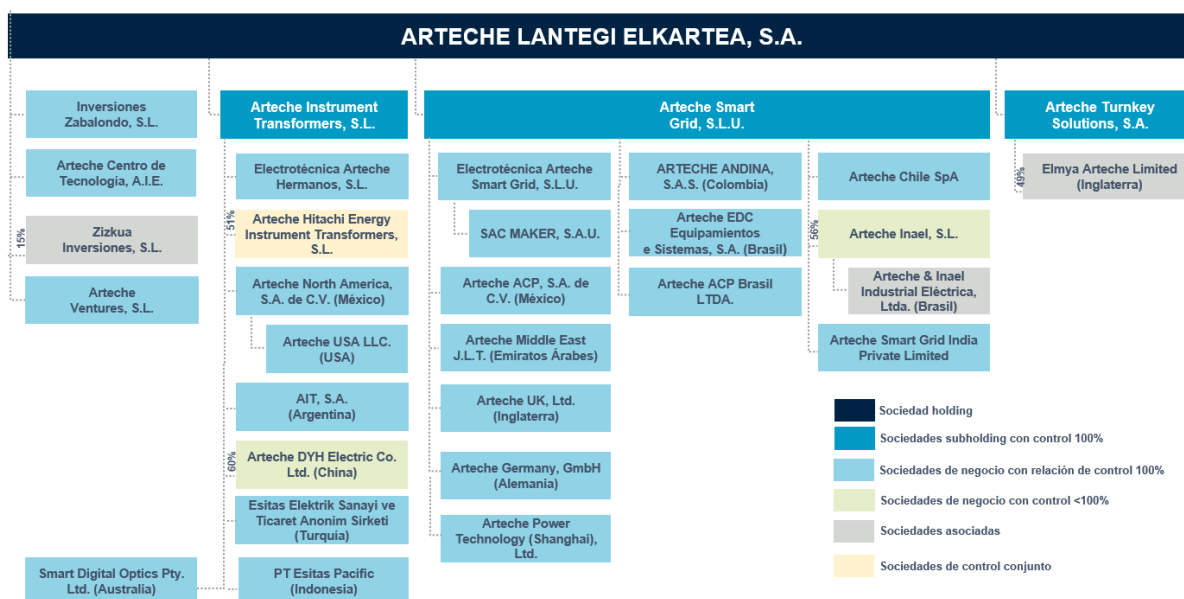 ARTECHE LANTEGI ELKARTEA, S.A.
Inversiones
Zabalondo, S.L.
Arteche Centro de
Tecnología, A.I.E.
15%
Zizkua
Inversiones, S.L.
Arteche
Ventures, S.L.
Arteche Instrument
Transformers, S.L.
Electrotécnica Arteche
Hermanos, S.L.
51%
Arteche Hitachi Energy
Instrument Transformers,
S.L.
Arteche North America,
S.A. de C.V. (México)
Arteche USA LLC.
(USA)
AIT, S.A.
(Argentina)
60%
Arteche DYH Electric Co.
Ltd. (China)
Esitas Elektrik Sanayi ve
Ticaret Anonim Sirketi
(Turquía)
Smart Digital Optics Pty.
Ltd. (Australia)
PT Esitas Pacific
(Indonesia)
Arteche Smart
Grid, S.L.U.
Electrotécnica Arteche
Smart Grid, S.L.U.
SAC MAKER, S.A.U.
Arteche ACP, S.A. de
C.V. (México)
Arteche Middle East
J.L.T. (Emiratos Árabes)
Arteche UK, Ltd.
(Inglaterra)
Arteche Germany, GmbH
(Alemania)
Arteche Power
Technology (Shanghai),
Ltd.
ARTECHE ANDINA,
S.A.S. (Colombia)
Arteche EDC
Equipamientos
e Sistemas, S.A. (Brasil)
Arteche ACP Brasil
LTDA.
Arteche Chile SpA
56%
Arteche Inael, S.L.
Arteche & Inael
Industrial Eléctrica,
Ltda. (Brasil)
Arteche Smart Grid India
Private Limited
Arteche Turnkey
Solutions, S.A.
49%
Elmya Arteche Limited
(Inglaterra)
Sociedad holding
Sociedades subholding con control 100%
Sociedades de negocio con relación de control 100%
Sociedades de negocio con control <100%
Sociedades asociadas
Sociedades de control conjunto